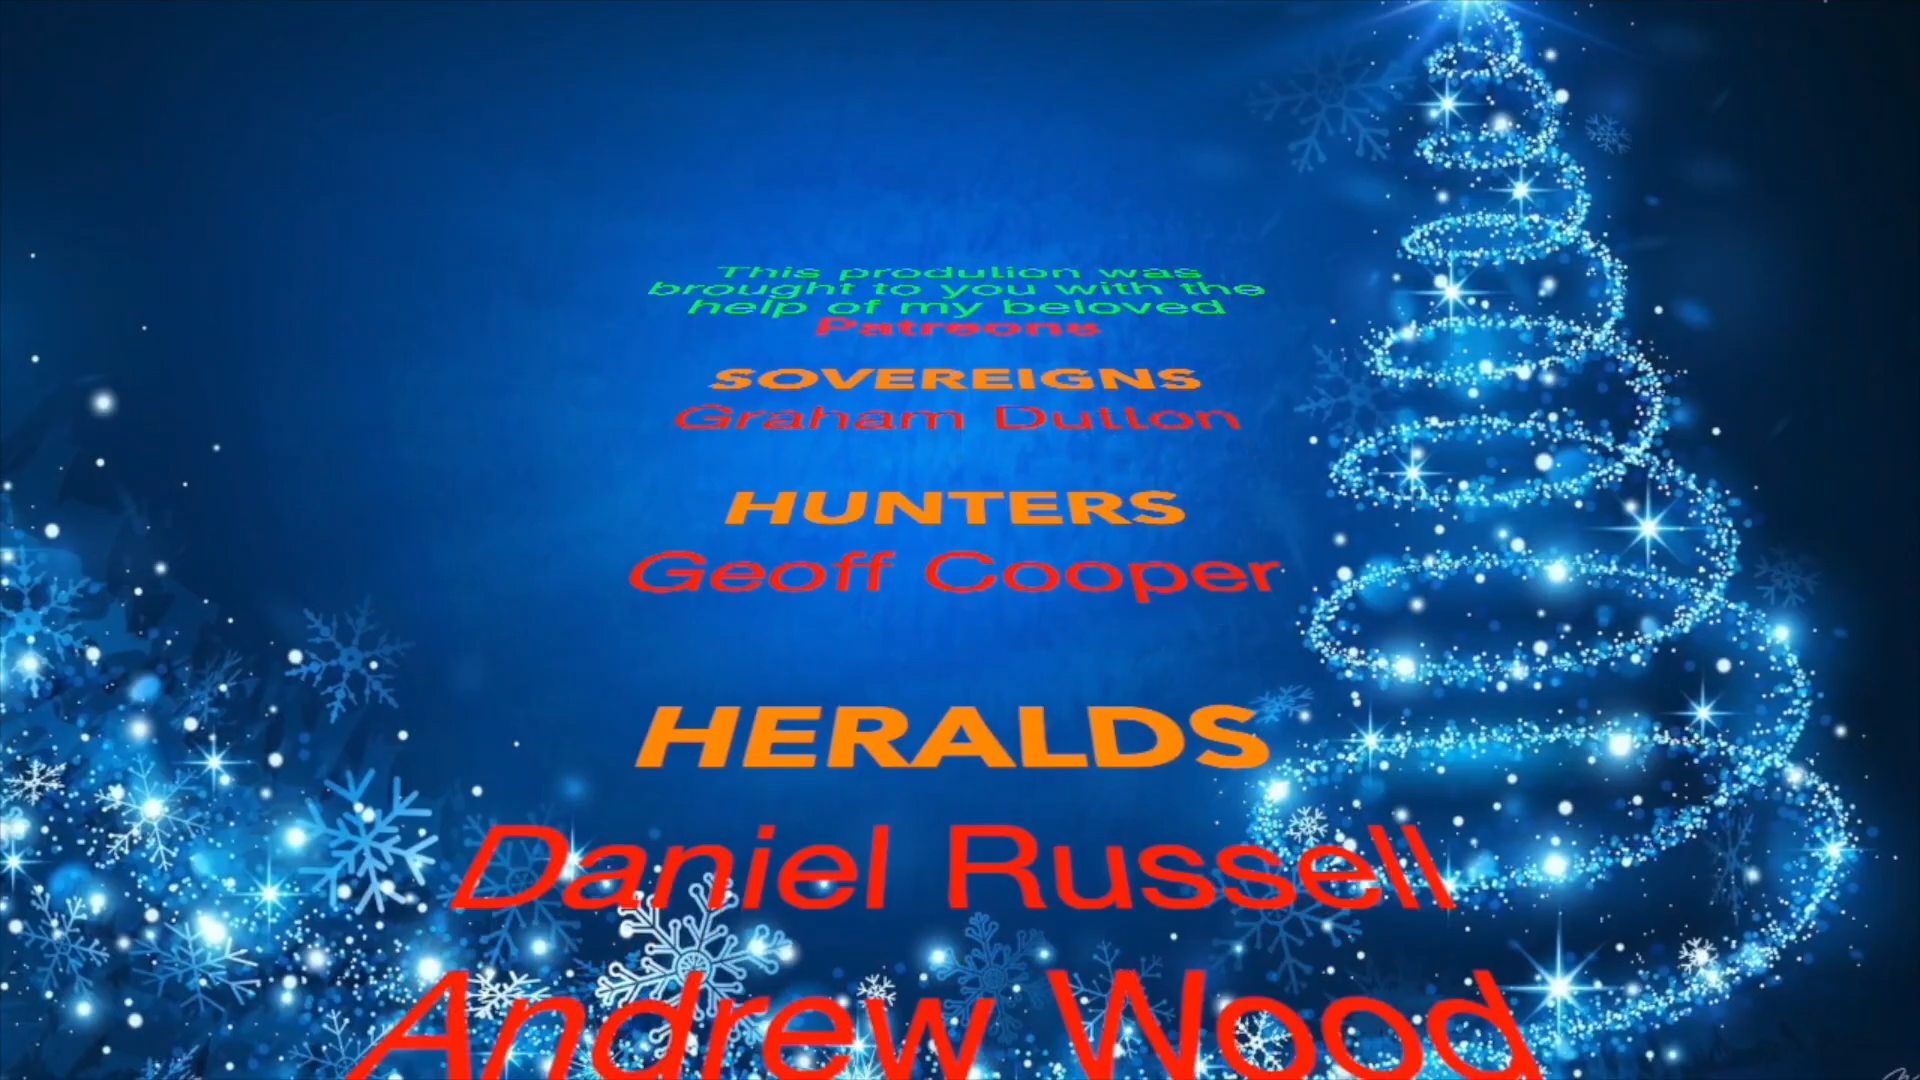 This prodution was
brought to you with the
help of my beloved
Patreons
SOVEREIGNS
Graham Dutton
HUNTERS
Geoff Cooper
HERALDS
Daniel Russell
Andrew Wood